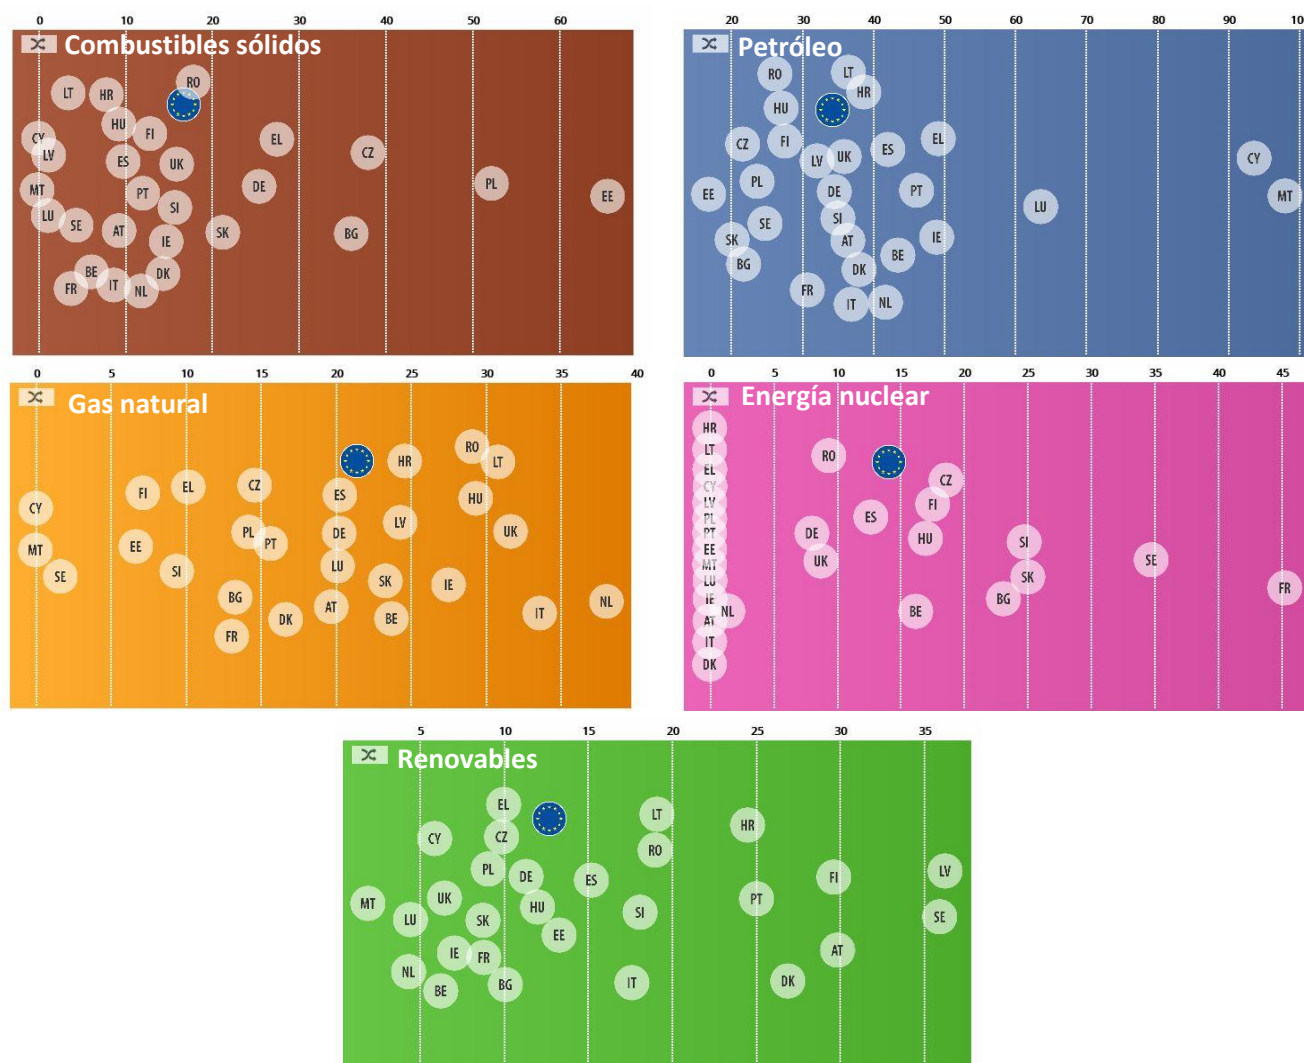 0 10 20 30 40 50 60
Combustibles sólidos
RO
LT HR
HU FI
CY EL
LV ES UK CZ
MT PT DE PL EE
LU SE AT SI
IE SK BG
BE DK
FR IT NL
20 30 40 50 60 70 80 90 100
Petróleo
RO LT
HR
HU
CZ FI EL
LV UK ES CY
PL
EE DE PT MT
SE SI LU
SK AT IE
BG BE
DK
FR
IT NL
0 5 10 15 20 25 30 35 40
Gas natural
RO
HR LT
FI EL CZ
CY ES HU
LV
PL DE UK
MT EE PT
SE SI LU
SK IE
BG AT NL
DK BE IT
FR
0 5 10 15 20 25 30 35 40 45
Energía nuclear
HR
LT RO
EL
CY CZ
LV FI
PL ES
PT DE HU
EE SI
MT UK SE
LU SK
IE BG FR
NL BE
AT
IT
DK
5 10 15 20 25 30 35
Renovables
EL LT
CY CZ HR
RO
PL DE ES FI LV
MT UK HU PT
LU SK SI SE
EE
IE FR AT
NL
BE BG IT DK